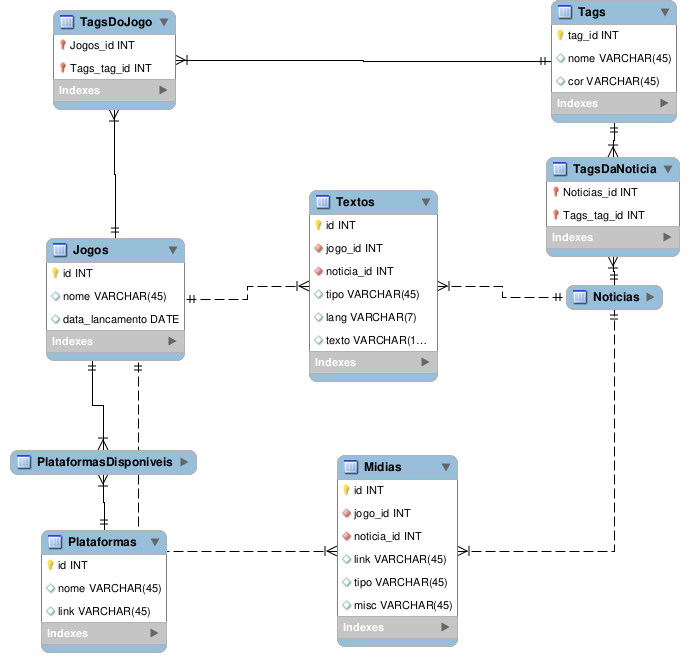 TagsDoJogo
Jogos_id INT
Tags_tag_id INT
Indexes
Tags
tag_id INT
nome VARCHAR(45)
cor VARCHAR(45)
Indexes
TagsDaNoticia
Noticias_id INT
Tags_tag_id INT
Indexes
Textos
id INT
jogo_id INT
noticia_id INT
tipo VARCHAR(45)
lang VARCHAR(7)
texto VARCHAR(1...
Indexes
Jogos
id INT
nome VARCHAR(45)
data_lancamento DATE
Indexes
Noticias
PlataformasDisponiveis
Plataformas
id INT
nome VARCHAR(45)
link VARCHAR(45)
Indexes
Midias
id INT
jogo_id INT
noticia_id INT
link VARCHAR(45)
tipo VARCHAR(45)
misc VARCHAR(45)
Indexes